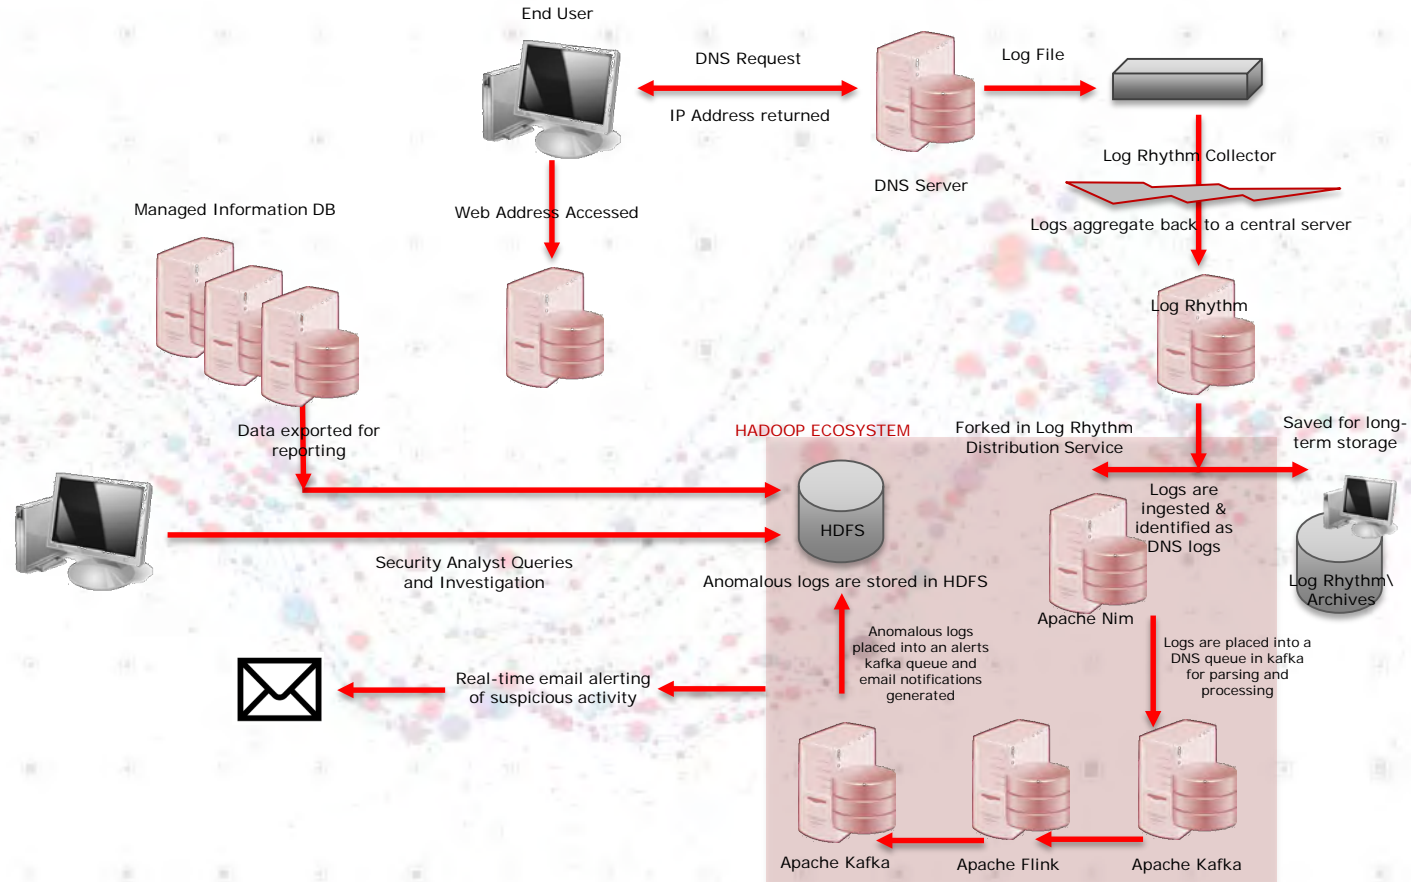 End User
DNS Request
Log File
IP Address returned
Log Rhythm Collector
DNS Server
Managed Information DB
Web Address Accessed
Logs aggregate back to a central server
Log Rhythm
Data exported for
reporting
HADOOP ECOSYSTEM
Forked in Log Rhythm
Distribution Service
Saved for long-
term storage
Logs are
ingested &
identified as
DNS logs
HDFS
Security Analyst Queries
and Investigation
Anomalous logs are stored in HDFS
Log Rhythm\
Archives
Apache Nim
Anomalous logs
placed into an alerts
kafka queue and
email notifications
generated
Logs are placed into a
DNS queue in kafka
for parsing and
processing
Real-time email alerting
of suspicious activity
Apache Kafka
Apache Flink
Apache Kafka